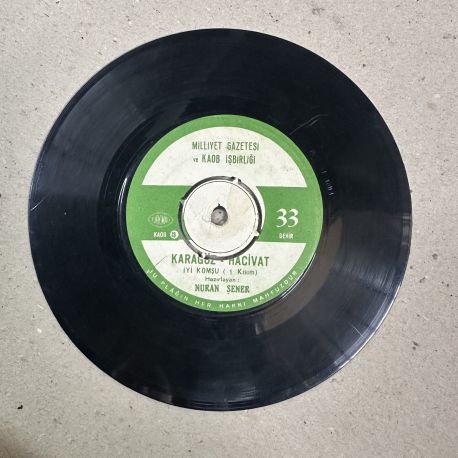 MİLLİYET GAZETESİ
ve KAOB İŞBİRLİĞİ
33
DEVİR
KAOB 8
KARAGÖZ - HACİVAT
İYİ KOMŞU ( 1 Kısım)
Hazırlayan:
NURAN ŞENER
BU PLAĞIN HER HAKKI MAHFUZDUR